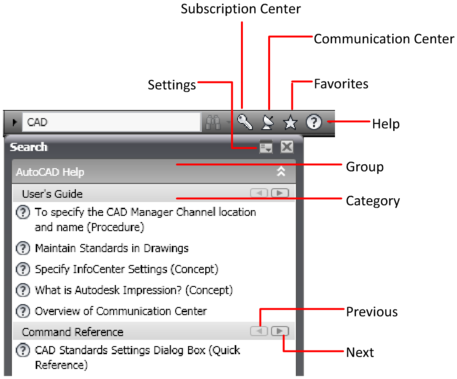 Subscription Center
Communication Center
Settings
Favorites
CAD
Help
Search
AutoCAD Help
Group
User's Guide
Category
To specify the CAD Manager Channel location
and name (Procedure)
Maintain Standards in Drawings
Specify InfoCenter Settings (Concept)
What is Autodesk Impression? (Concept)
Overview of Communication Center
Previous
Command Reference
CAD Standards Settings Dialog Box (Quick
Reference)
Next